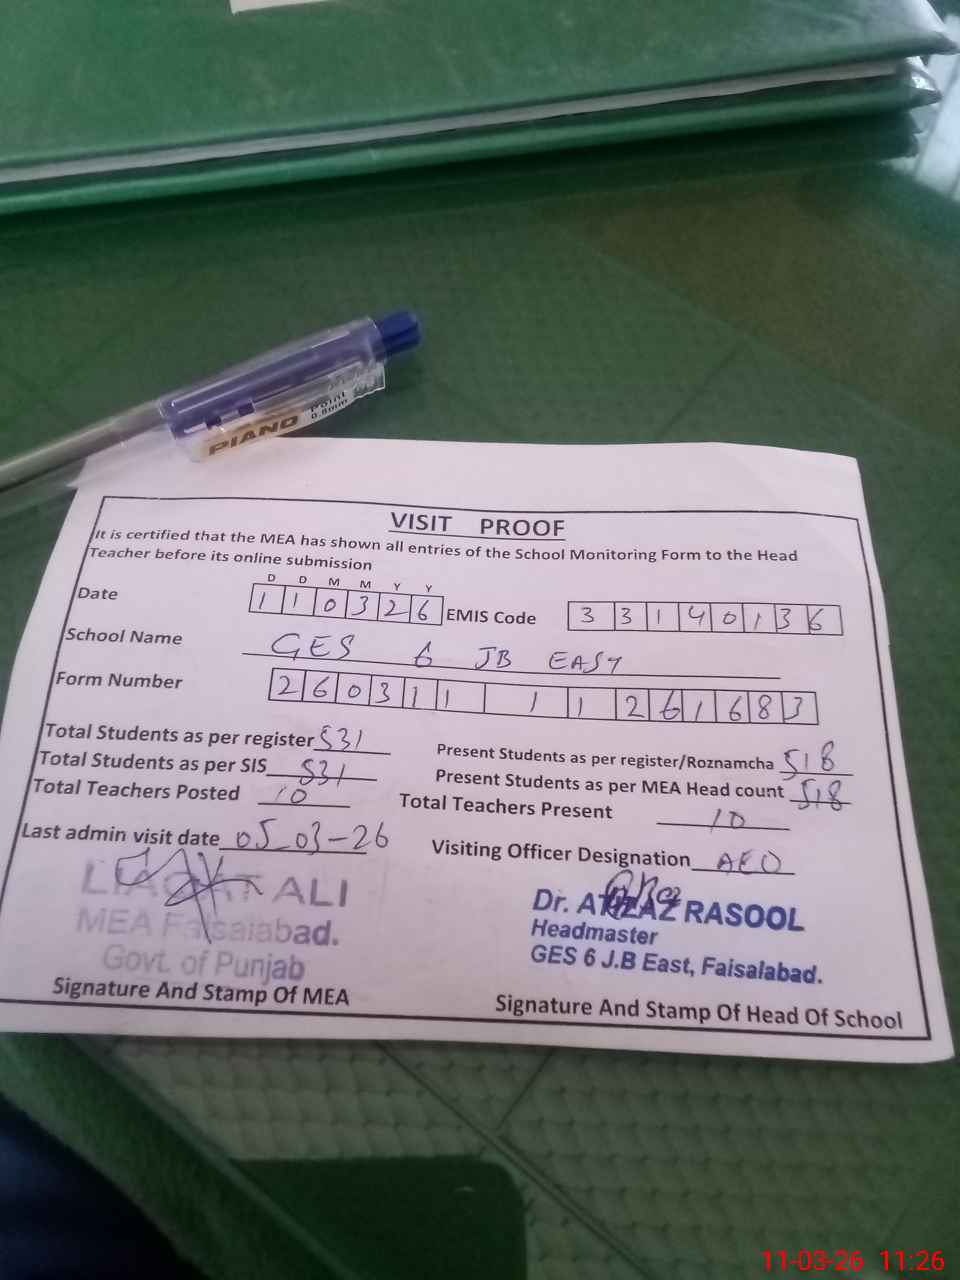 PIANO
Point
0.8mm
VISIT PROOF
It is certified that the MEA has shown all entries of the School Monitoring Form to the Head
Teacher before its online submission
D D M M Y Y
Date 1 1 0 3 2 6 EMIS Code 3 3 1 4 0 1 3 6
School Name GES 6 JB EAST
Form Number 2 6 0 3 1 1 1 1 2 6 1 6 8 3
Total Students as per register 531 Present Students as per register/Roznamcha 518
Total Students as per SIS 531 Present Students as per MEA Head count 518
Total Teachers Posted 10 Total Teachers Present 10
Last admin visit date 05-03-26 Visiting Officer Designation AEO
LIAQAT ALI
MEA Faisalabad.
Govt. of Punjab
Signature And Stamp Of MEA
Dr. RASOOL
Headmaster
GES 6 J.B East, Faisalabad.
Signature And Stamp Of Head Of School
11-03-26 11:26